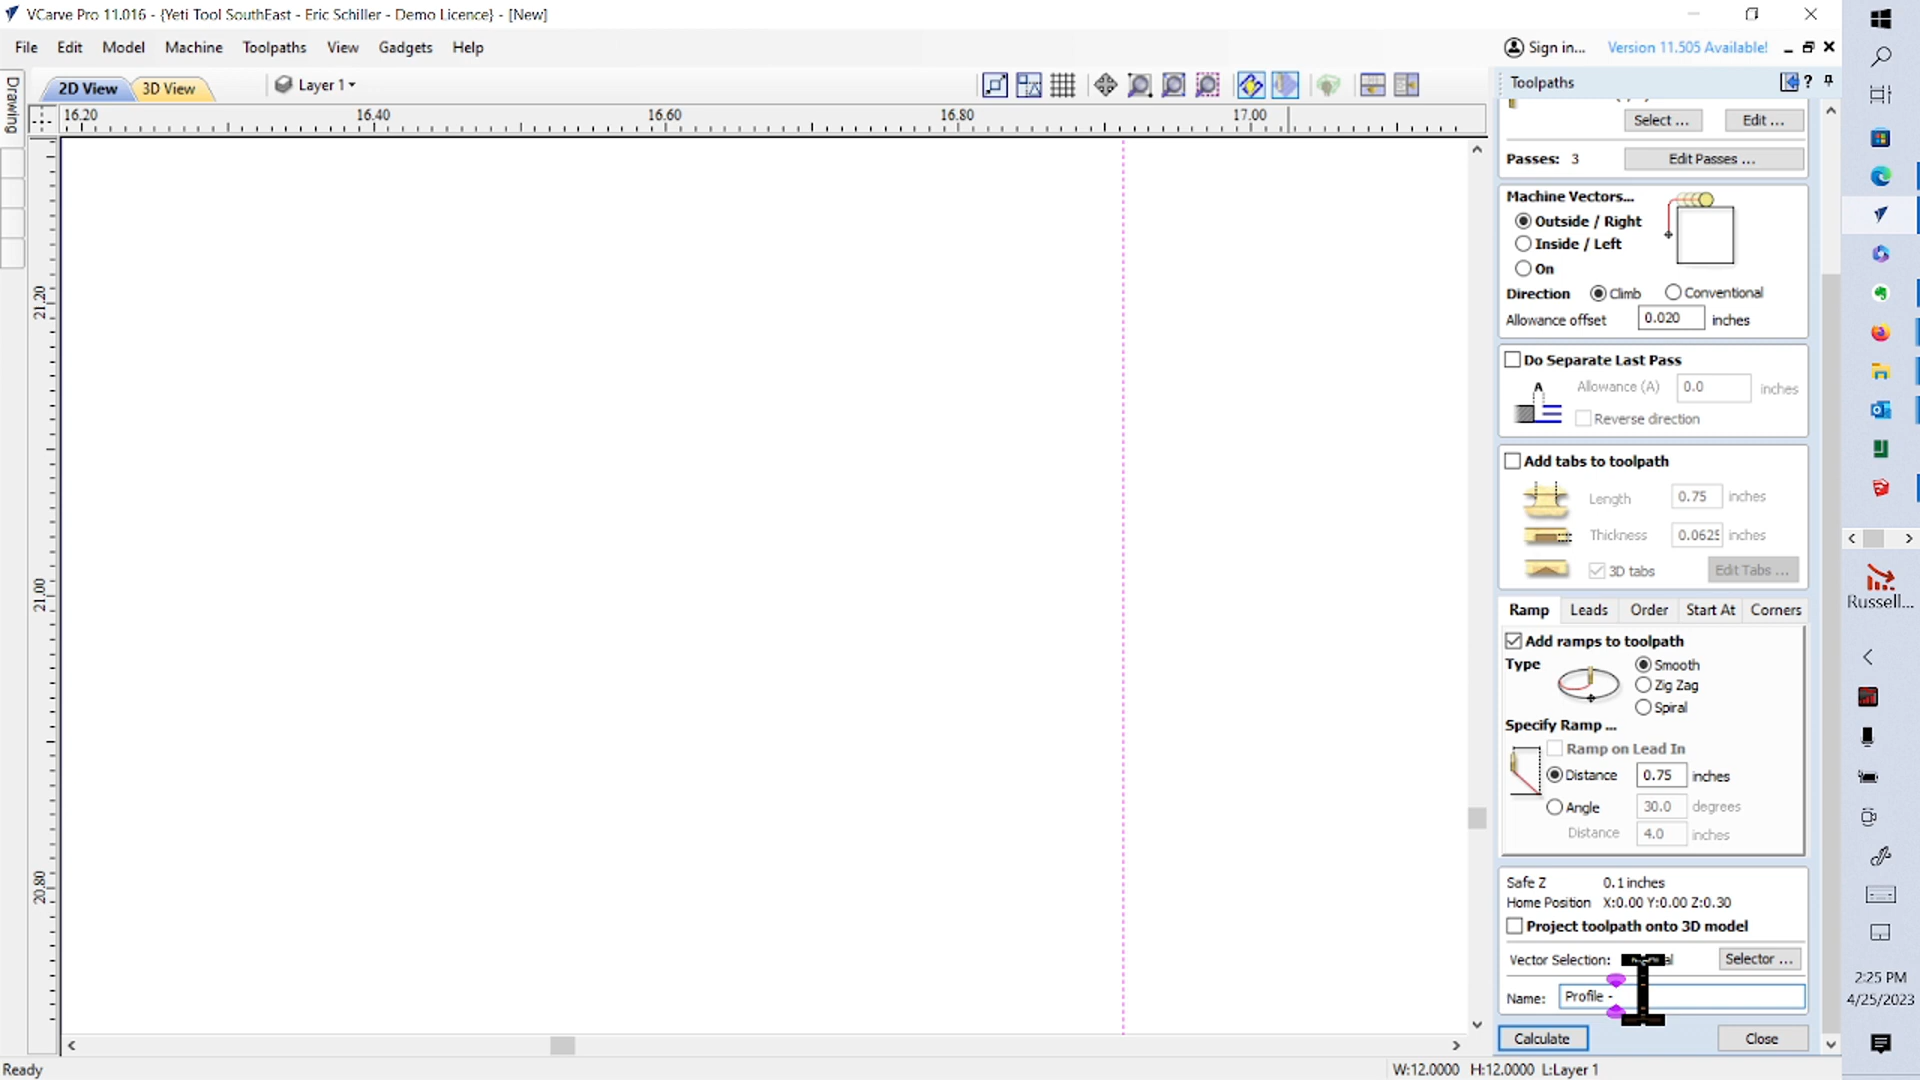 VCarve Pro 11.016 - {Yeti Tool SouthEast - Eric Schiller - Demo Licence} - [New]
File Edit Model Machine Toolpaths View Gadgets Help
Sign in... Version 11.505 Available!
Drawing
2D View 3D View Layer 1
Toolpaths
16.20 16.40 16.60 16.80 17.00
21.20
21.00
20.80
Select ... Edit ...
Passes: 3 Edit Passes ...
Machine Vectors...
Outside / Right
Inside / Left
On
Direction Climb Conventional
Allowance offset 0.020 inches
Do Separate Last Pass
A Allowance (A) 0.0 inches
Reverse direction
Add tabs to toolpath
Length 0.75 inches
Thickness 0.0625 inches
3D tabs Edit Tabs ...
Ramp Leads Order Start At Corners
Add ramps to toolpath
Type Smooth
Zig Zag
Spiral
Specify Ramp ...
Ramp on Lead In
Distance 0.75 inches
Angle 30.0 degrees
Distance 4.0 inches
Safe Z 0.1 inches
Home Position X:0.00 Y:0.00 Z:0.30
Project toolpath onto 3D model
Vector Selection: Selector ...
Name: Profile -
Calculate Close
Ready
W:12.0000 H:12.0000 L:Layer 1
Russell...
2:25 PM
4/25/2023